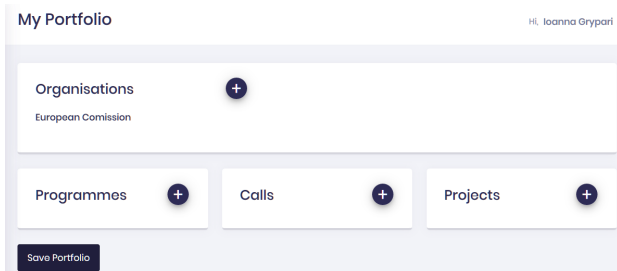 My Portfolio
Hi, Ioanna Grypari
Organisations
European Comission
Programmes
Calls
Projects
Save Portfolio